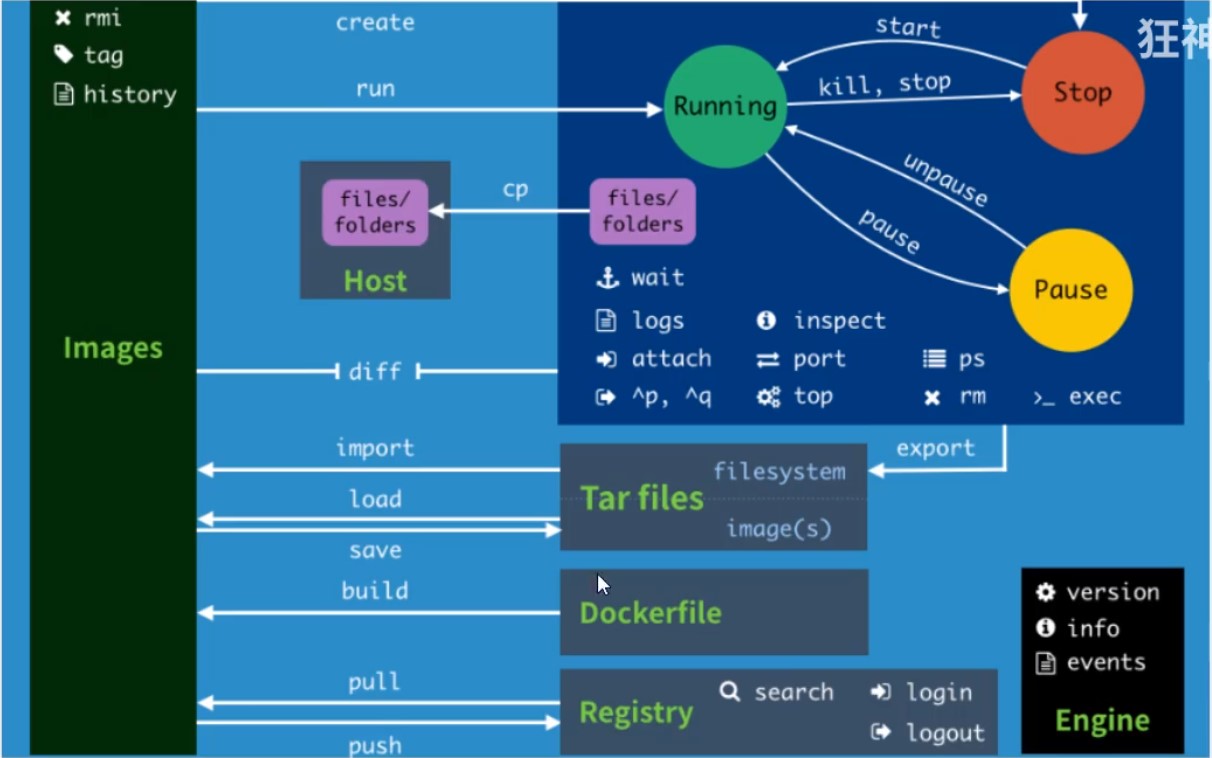 rmi
tag
history
create
run
start
kill, stop
Running
Stop
狂神
unpause
pause
Pause
files/
folders
Host
cp
files/
folders
wait
logs
inspect
attach
port
ps
^p, ^q
top
rm
>_ exec
Images
diff
import
export
load
save
filesystem
Tar files
image(s)
build
Dockerfile
pull
push
Registry
search
login
logout
version
info
events
Engine